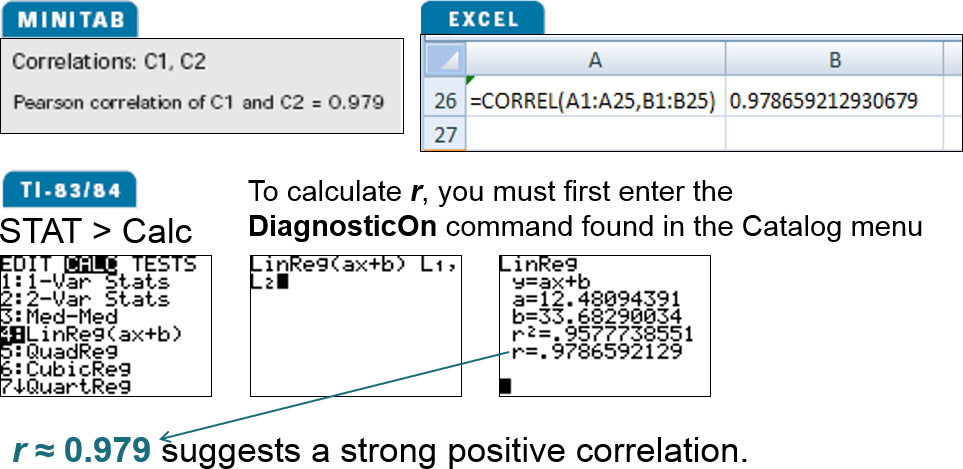 MINITAB
Correlations: C1, C2
Pearson correlation of C1 and C2 = 0.979
EXCEL
A B
26 =CORREL(A1:A25,B1:B25) 0.978659212930679
27
TI-83/84
STAT > Calc
To calculate r, you must first enter the
DiagnosticOn command found in the Catalog menu
EDIT CALC TESTS
1:1-Var Stats
2:2-Var Stats
3:Med-Med
4:LinReg(ax+b)
5:QuadReg
6:CubicReg
7↓QuartReg
LinReg(ax+b) L₁,
L₂
LinReg
y=ax+b
a=12.48094391
b=33.68290034
r²=.9577738551
r=.9786592129
r ≈ 0.979 suggests a strong positive correlation.